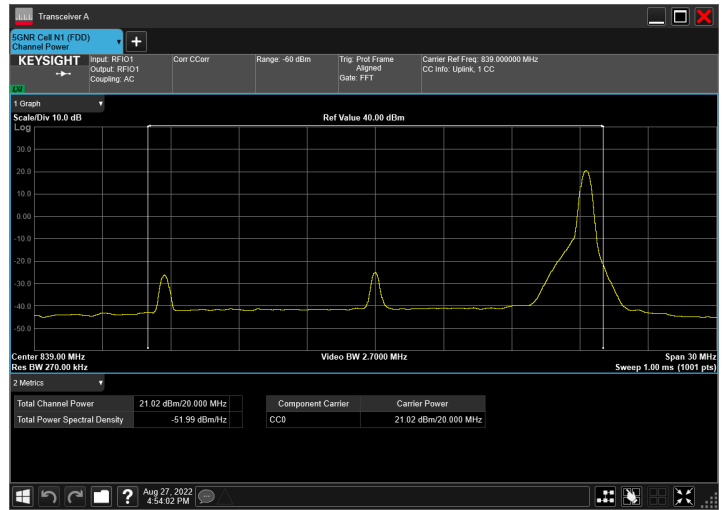 Transceiver A
5GNR Cell N1 (FDD)
Channel Power
KEYSIGHT
Input: RFIO1
Output: RFIO1
Coupling: AC
Corr CCorr
Range: -60 dBm
Trig: Prot Frame
Aligned
Gate: FFT
Carrier Ref Freq: 839.000000 MHz
CC Info: Uplink, 1 CC
LXI
1 Graph
Scale/Div 10.0 dB
Ref Value 40.00 dBm
Log
30.0
20.0
10.0
0.00
-10.0
-20.0
-30.0
-40.0
-50.0
Center 839.00 MHz
Video BW 2.7000 MHz
Span 30 MHz
Res BW 270.00 kHz
Sweep 1.00 ms (1001 pts)
2 Metrics
Total Channel Power 21.02 dBm/20.000 MHz
Total Power Spectral Density -51.99 dBm/Hz
Component Carrier Carrier Power
CC0 21.02 dBm/20.000 MHz
?
Aug 27, 2022
4:54:02 PM